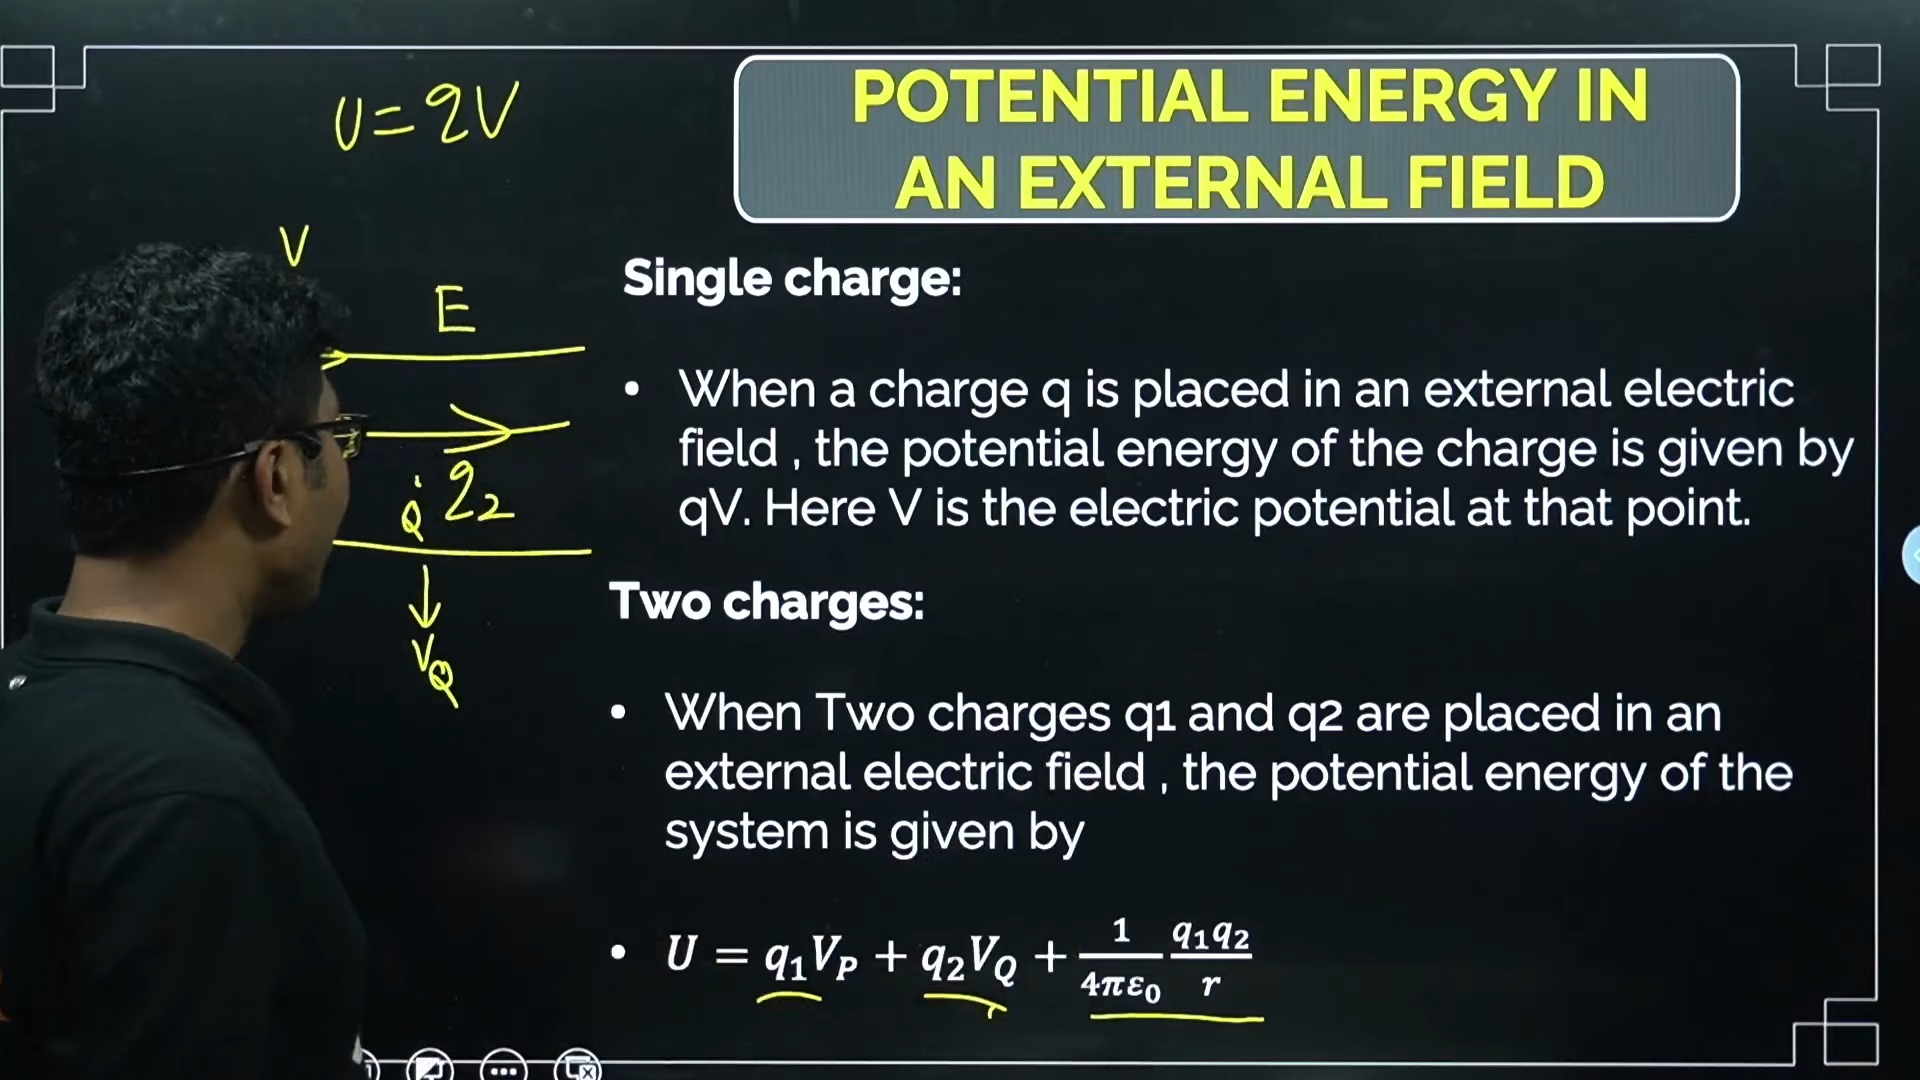 U = qV
POTENTIAL ENERGY IN
AN EXTERNAL FIELD
V
E
Q q2
VQ
Single charge:
• When a charge q is placed in an external electric
field , the potential energy of the charge is given by
qV. Here V is the electric potential at that point.
Two charges:
• When Two charges q1 and q2 are placed in an
external electric field , the potential energy of the
system is given by
• U = q₁V_P + q₂V_Q + 1/4πε₀ q₁q₂/r